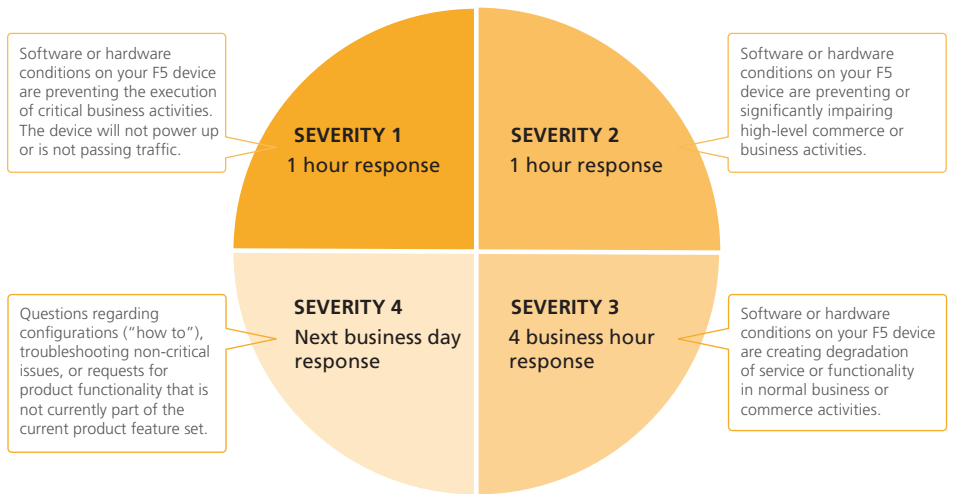 Software or hardware
conditions on your F5 device
are preventing the execution
of critical business activities.
The device will not power up
or is not passing traffic.
SEVERITY 1
1 hour response
SEVERITY 2
1 hour response
Software or hardware
conditions on your F5
device are preventing or
significantly impairing
high-level commerce or
business activities.
Questions regarding
configurations (“how to”),
troubleshooting non-critical
issues, or requests for
product functionality that is
not currently part of the
current product feature set.
SEVERITY 4
Next business day
response
SEVERITY 3
4 business hour
response
Software or hardware
conditions on your F5 device
are creating degradation
of service or functionality
in normal business or
commerce activities.